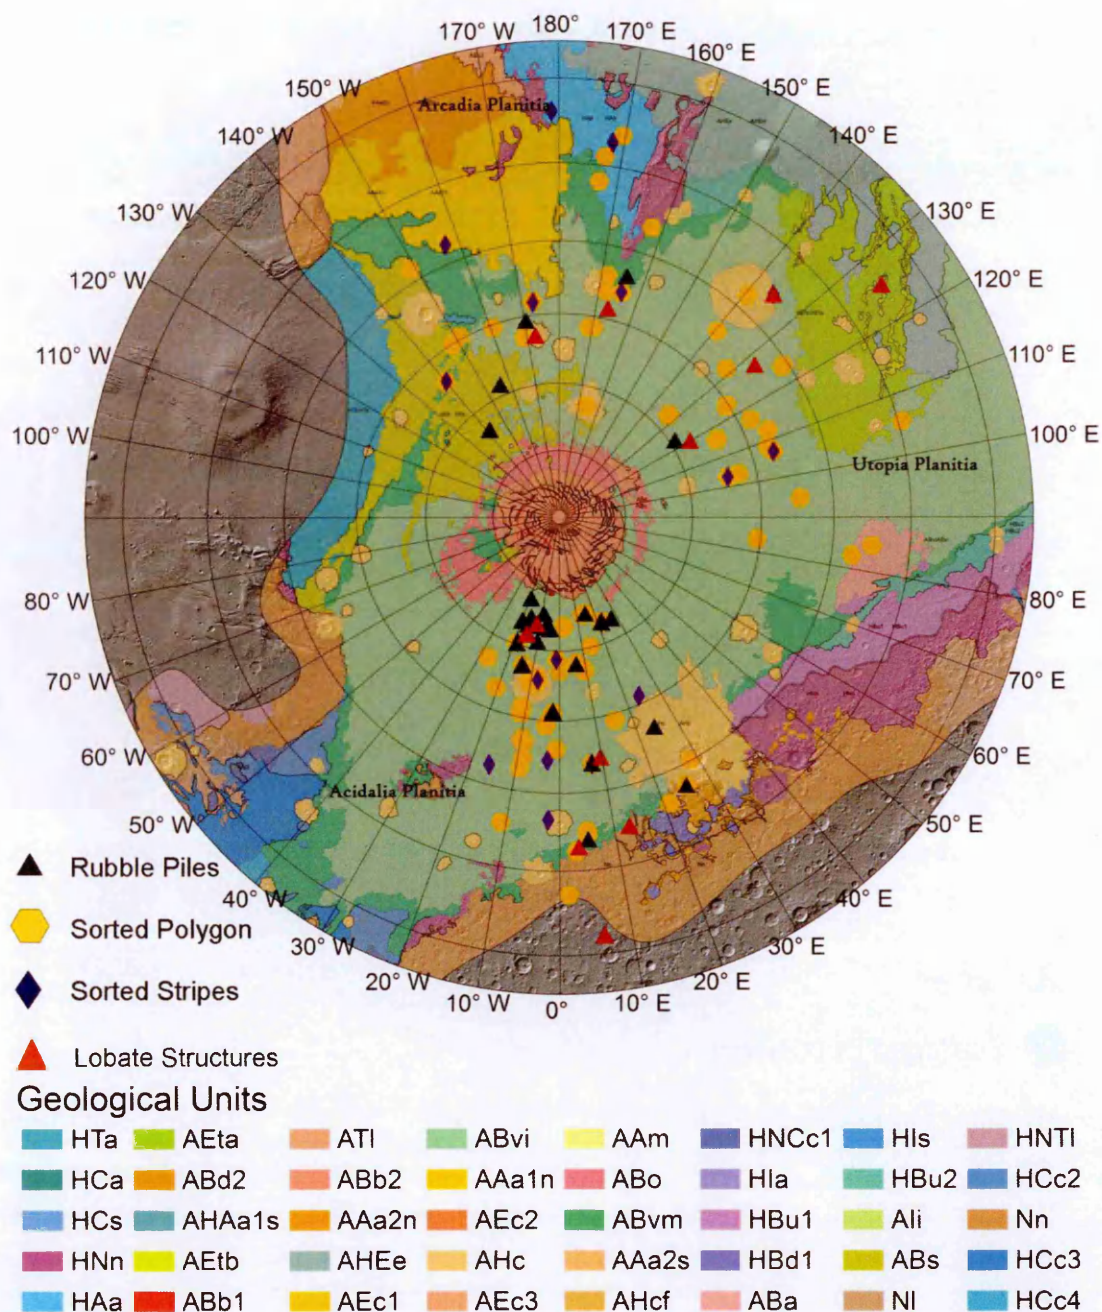 180°
170° W
170° E
160° E
150° W
150° E
Arcadia Planitia
140° W
140° E
130° W
130° E
120° W
120° E
110° W
110° E
100° W
100° E
Utopia Planitia
80° W
80° E
70° W
70° E
60° W
60° E
Acidalia Planitia
50° W
50° E
40° W
40° E
30° W
30° E
20° W
20° E
10° W
10° E
0°
Rubble Piles
Sorted Polygon
Sorted Stripes
Lobate Structures
Geological Units
HTa AEta ATl ABvi AAm HNCc1 HIs HNTl
HCa ABd2 ABb2 AAa1n ABo Hla HBu2 HCc2
HCs AHAa1s AAa2n AEc2 ABvm HBu1 Ali Nn
HNn AEtb AHEe AHc AAa2s HBd1 ABs HCc3
HAa ABb1 AEc1 AEc3 AHcf ABa Nl HCc4